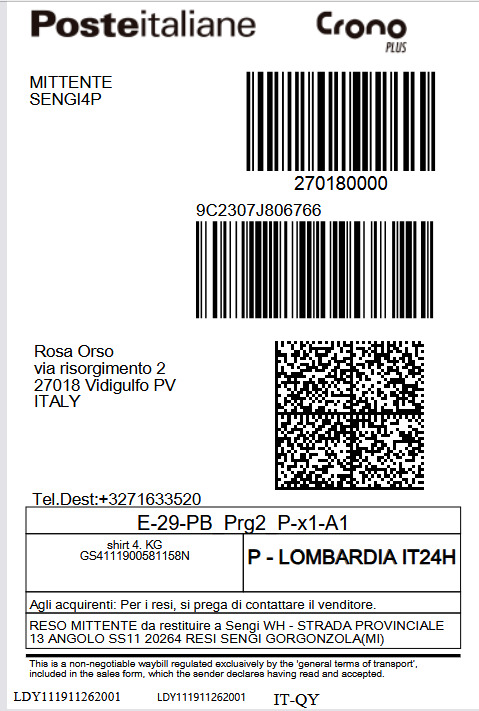 Posteitaliane
Crono
PLUS
MITTENTE
SENGI4P
270180000
9C2307J806766
Rosa Orso
via risorgimento 2
27018 Vidigulfo PV
ITALY
Tel.Dest:+3271633520
E-29-PB Prg2 P-x1-A1
shirt 4. KG
GS4111900581158N
P - LOMBARDIA IT24H
Agli acquirenti: Per i resi, si prega di contattare il venditore.
RESO MITTENTE da restituire a Sengi WH - STRADA PROVINCIALE
13 ANGOLO SS11 20264 RESI SENGI GORGONZOLA(MI)
This is a non-negotiable waybill regulated exclusively by the 'general terms of transport',
included in the sales form, which the sender declares having read and accepted.
LDY111911262001 LDY111911262001 IT-QY